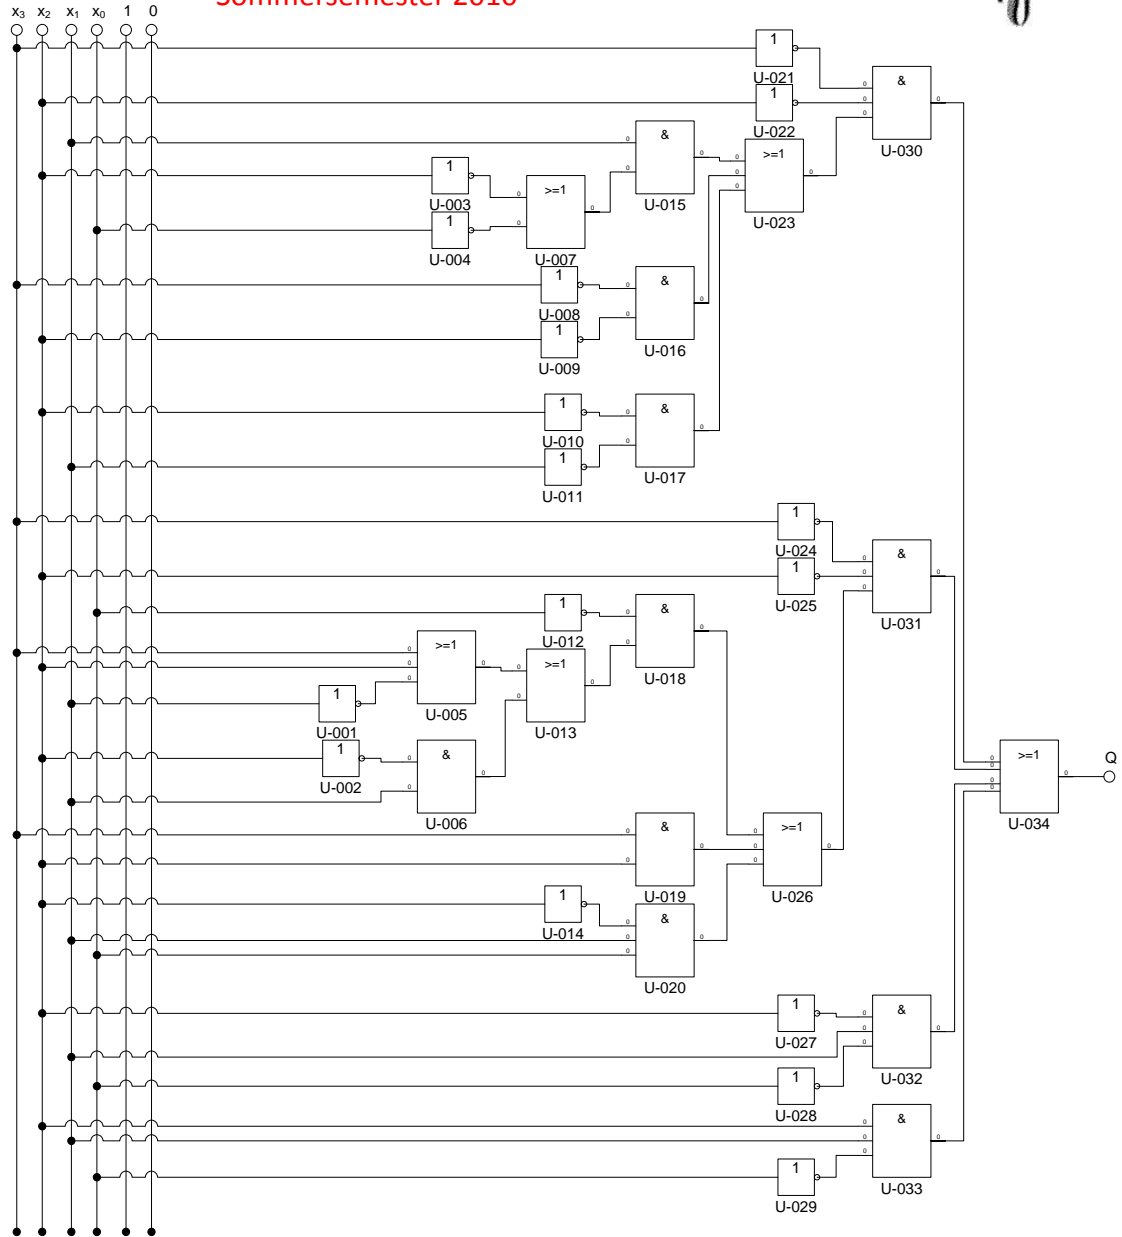 Sommersemester 2010
x3 x2 x1 x0 1 0
1
U-021
1
U-022
&
U-030
&
U-015
>=1
U-023
1
U-003
1
U-004
>=1
U-007
1
U-008
1
U-009
&
U-016
1
U-010
1
U-011
&
U-017
1
U-024
1
U-025
&
U-031
1
U-012
&
U-018
>=1
U-005
>=1
U-013
1
U-001
1
U-002
&
U-006
&
U-019
>=1
U-026
1
U-014
&
U-020
>=1
U-034
Q
1
U-027
&
U-032
1
U-028
&
U-033
1
U-029